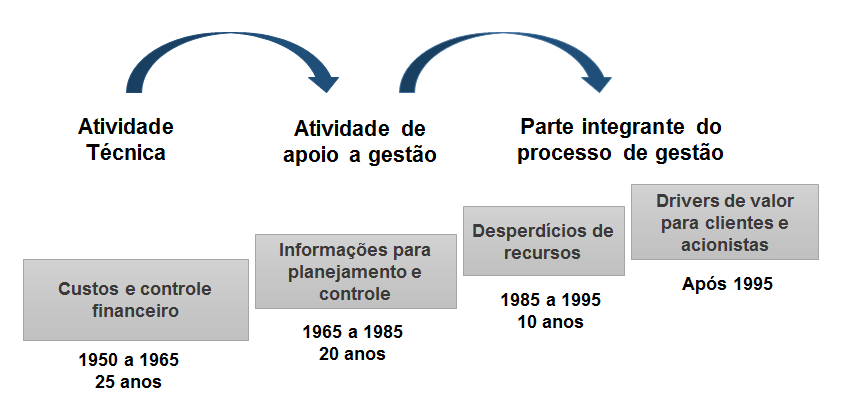 Atividade
Técnica
Atividade de
apoio a gestão
Parte integrante do
processo de gestão
Custos e controle
financeiro
1950 a 1965
25 anos
Informações para
planejamento e
controle
1965 a 1985
20 anos
Desperdícios de
recursos
1985 a 1995
10 anos
Drivers de valor
para clientes e
acionistas
Após 1995